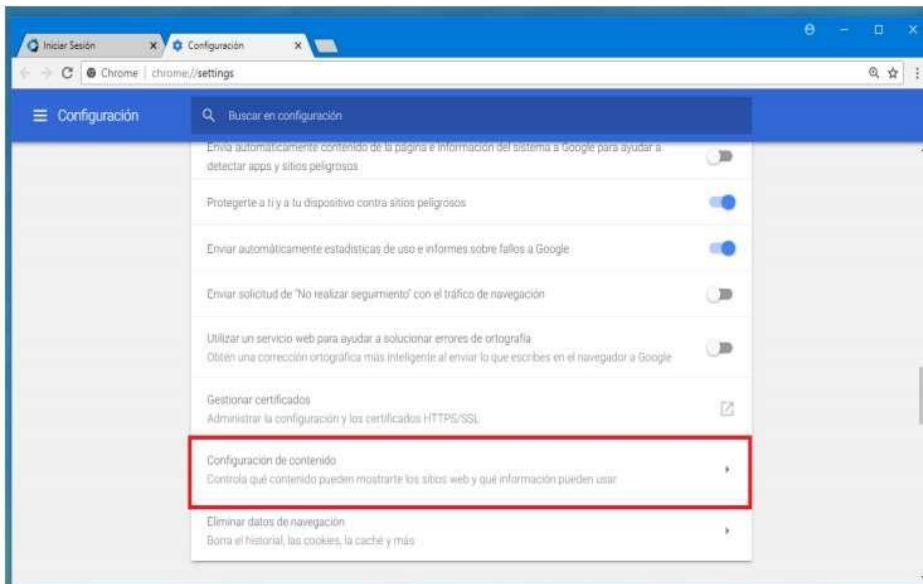 Iniciar Sesión
Configuración
Chrome | chrome://settings
Configuración
Buscar en configuración
Envía automáticamente contenido de la página e información del sistema a Google para ayudar a
detectar apps y sitios peligrosos
Protegerte a ti y a tu dispositivo contra sitios peligrosos
Enviar automáticamente estadísticas de uso e informes sobre fallos a Google
Enviar solicitud de "No realizar seguimiento" con el tráfico de navegación
Utilizar un servicio web para ayudar a solucionar errores de ortografía
Obtén una corrección ortográfica más inteligente al enviar lo que escribes en el navegador a Google
Gestionar certificados
Administrar la configuración y los certificados HTTPS/SSL
Configuración de contenido
Controla qué contenido pueden mostrarte los sitios web y qué información pueden usar
Eliminar datos de navegación
Borra el historial, las cookies, la caché y más